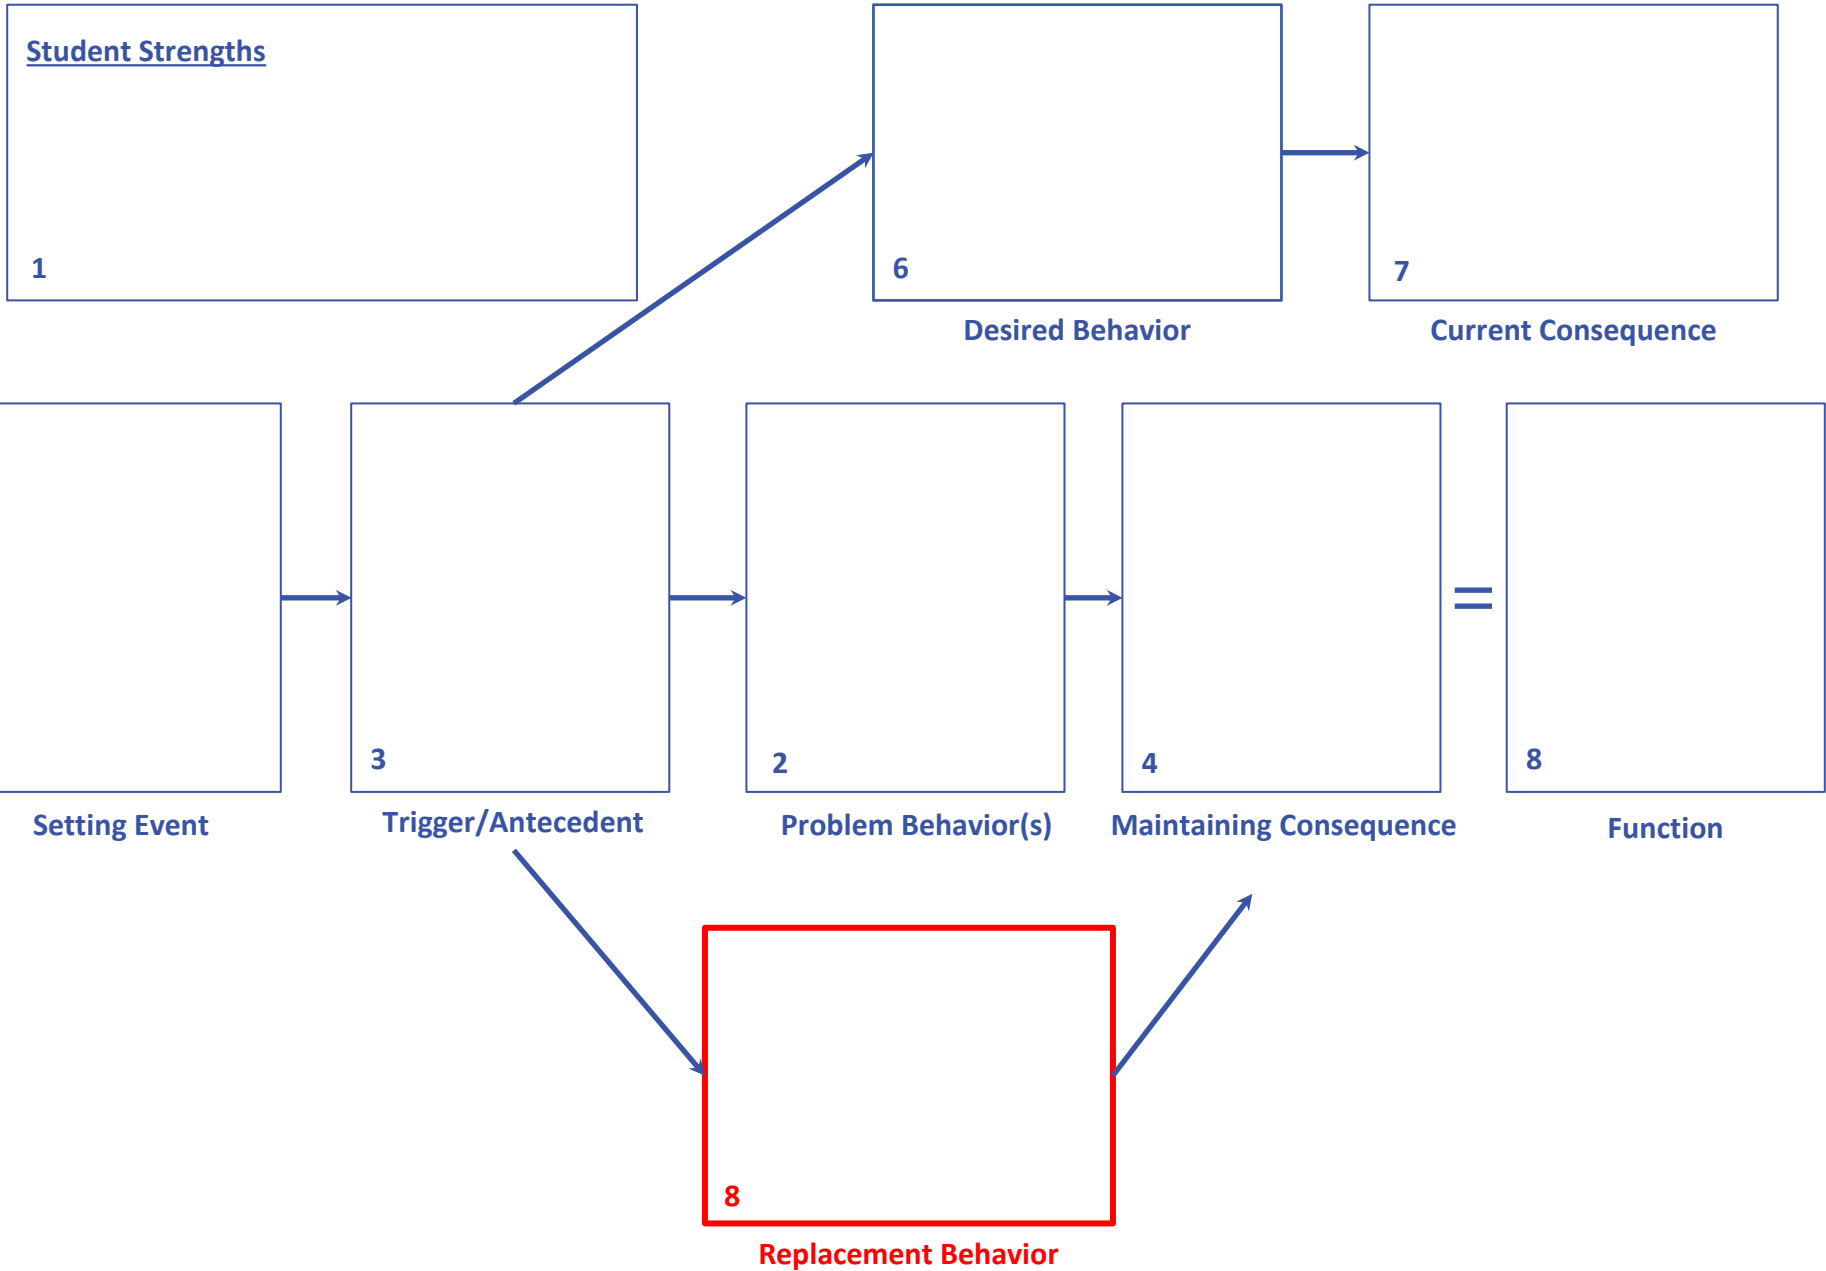 Student Strengths
1
6
7
Desired Behavior
Current Consequence
=
3
2
4
8
Setting Event
Trigger/Antecedent
Problem Behavior(s)
Maintaining Consequence
Function
8
Replacement Behavior